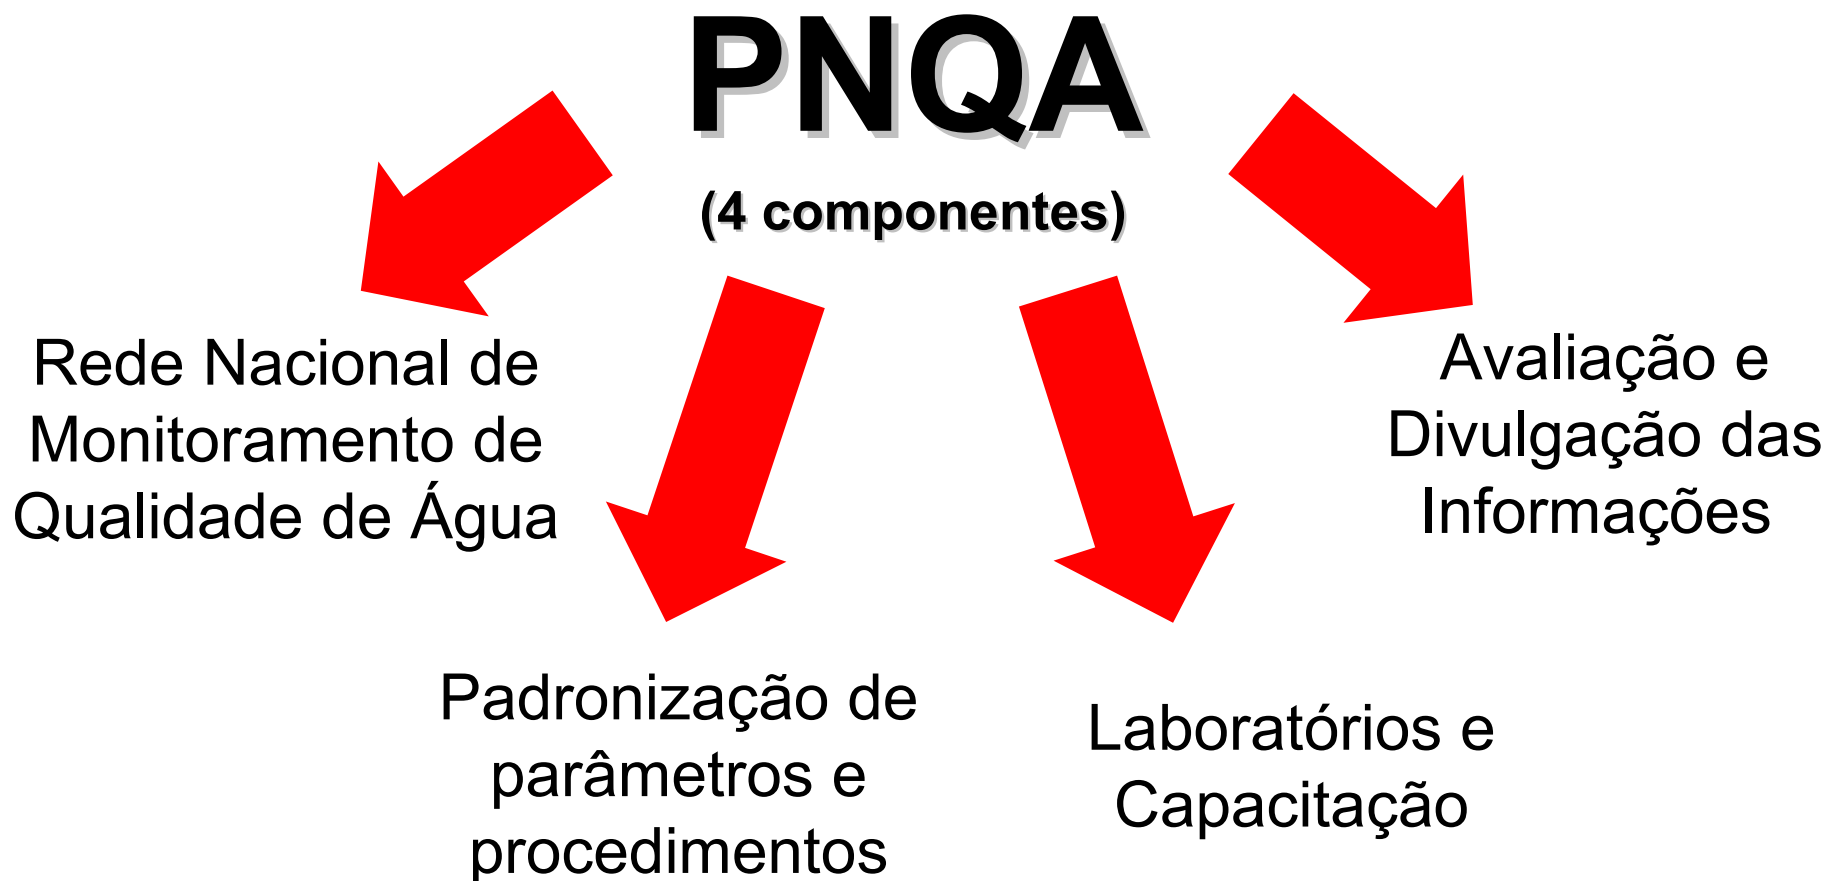 PNQA
(4 componentes)
Rede Nacional de
Monitoramento de
Qualidade de Água
Padronização de
parâmetros e
procedimentos
Laboratórios e
Capacitação
Avaliação e
Divulgação das
Informações